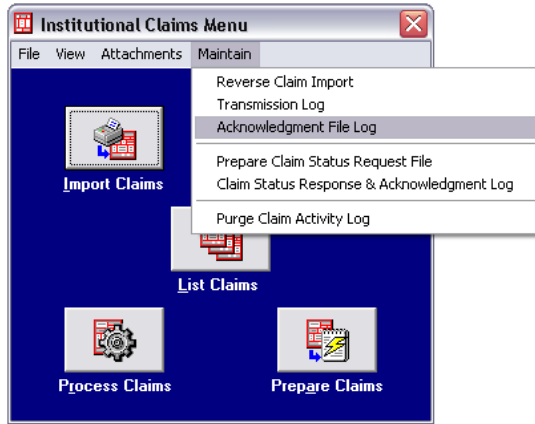 Institutional Claims Menu
File View Attachments Maintain
Reverse Claim Import
Transmission Log
Acknowledgment File Log
Prepare Claim Status Request File
Claim Status Response & Acknowledgment Log
Purge Claim Activity Log
Import Claims
List Claims
Process Claims
Prepare Claims